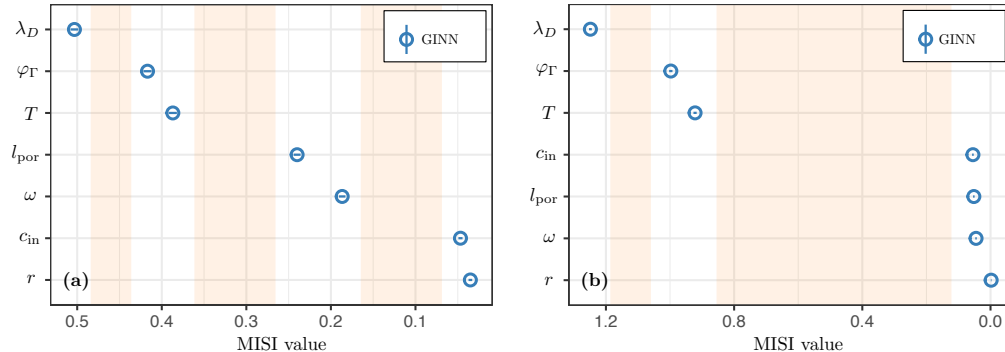 λ_D
φ_Γ
T
l_por
ω
c_in
r
(a)
GINN
0.5 0.4 0.3 0.2 0.1
MISI value
λ_D
φ_Γ
T
c_in
l_por
ω
r
(b)
GINN
1.2 0.8 0.4 0.0
MISI value